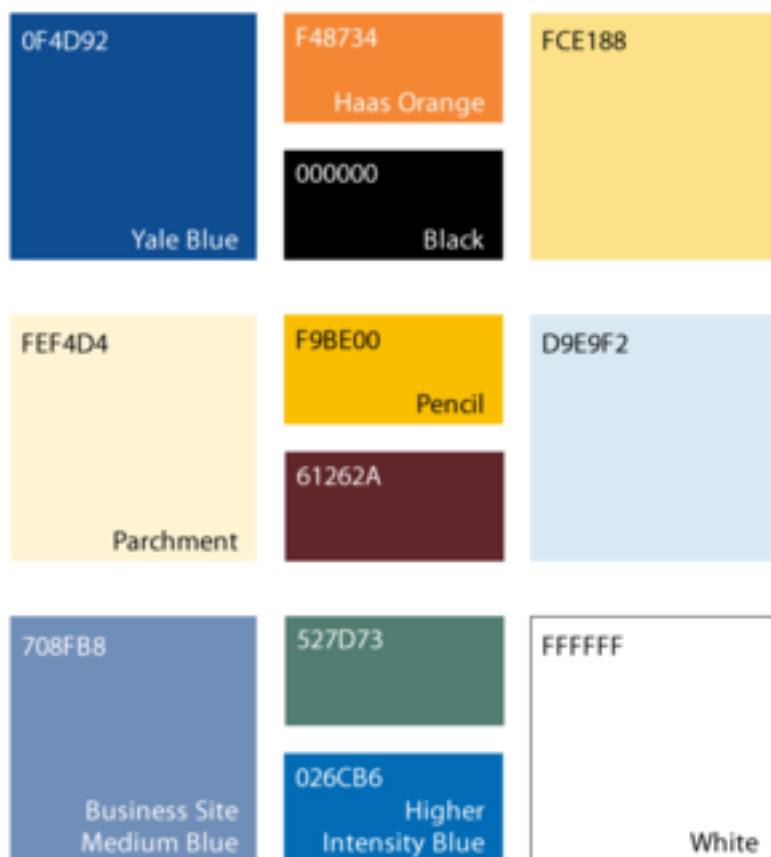 0F4D92
Yale Blue
F48734
Haas Orange
000000
Black
FCE188
FEF4D4
Parchment
F9BE00
Pencil
61262A
D9E9F2
708FB8
Business Site
Medium Blue
527D73
026CB6
Higher
Intensity Blue
FFFFFF
White